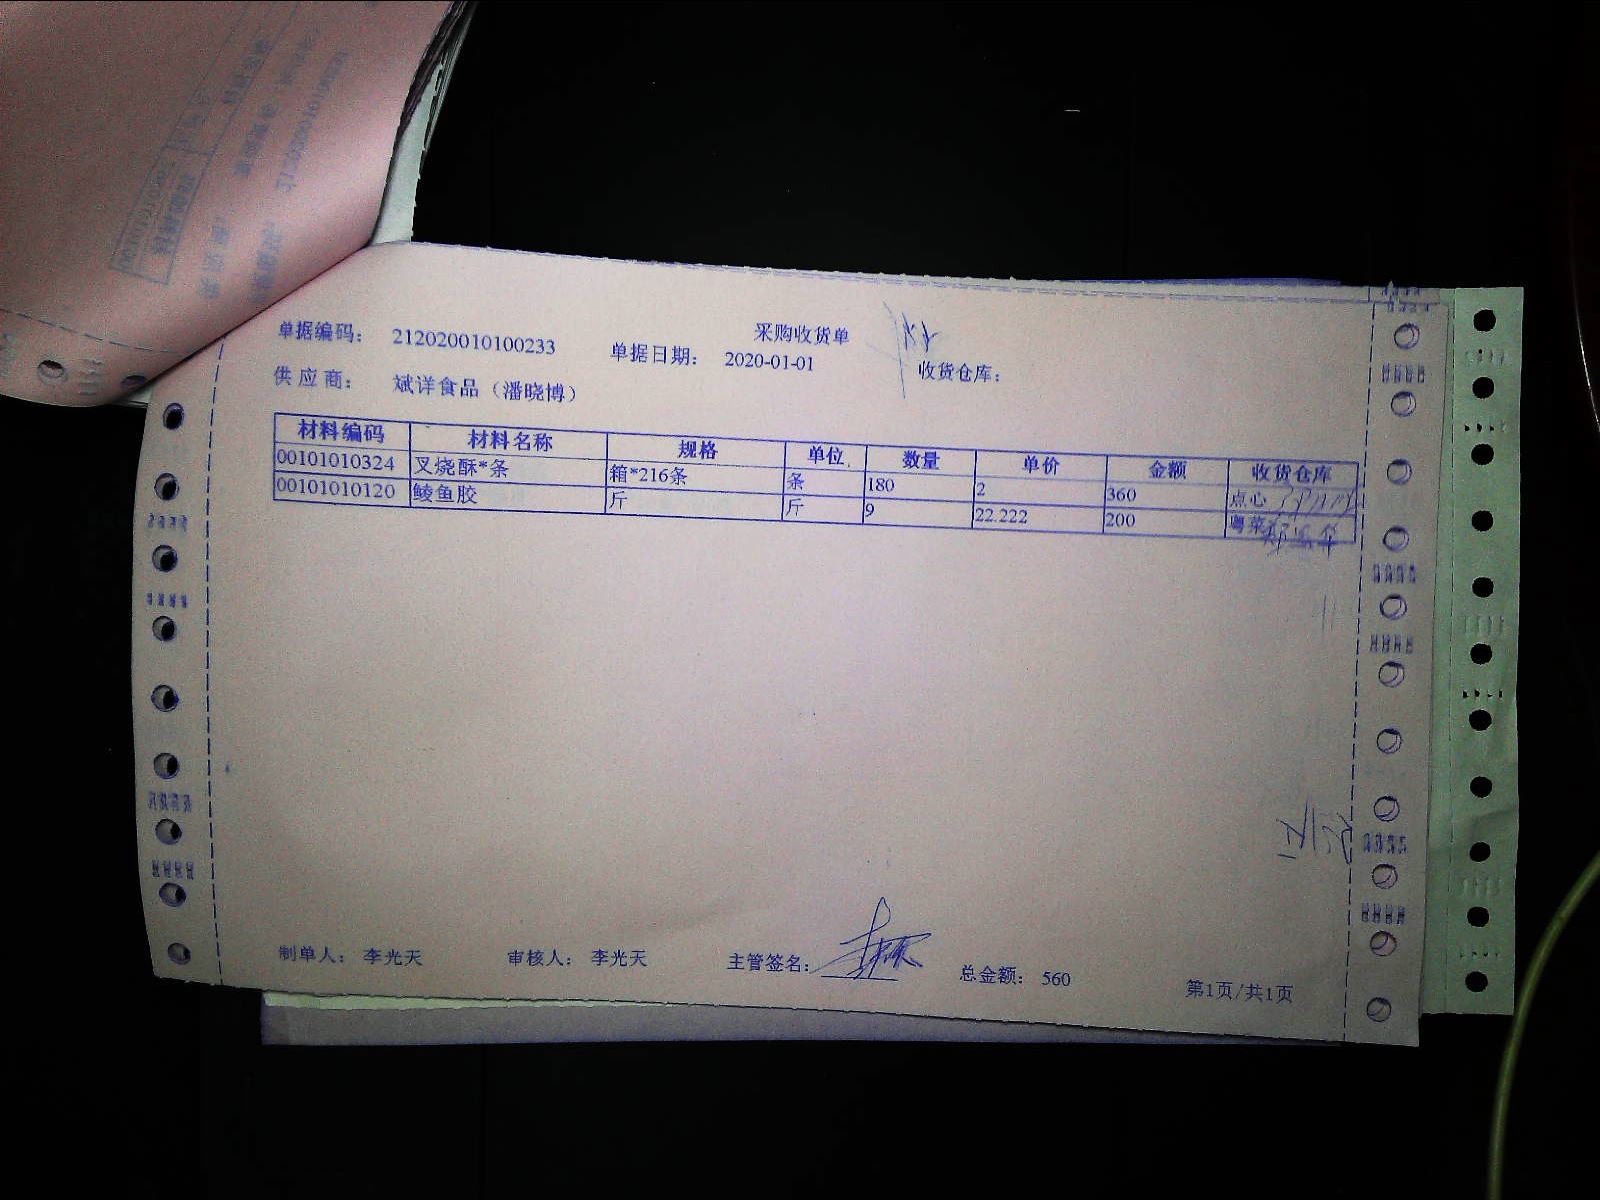 采购收货单
单据编码： 212020010100233 单据日期： 2020-01-01 收货仓库：
供应商： 斌洋食品（潘晓博）
材料编码 材料名称 规格 单位 数量 单价 金额 收货仓库
00101010324 叉烧酥*条 箱*216条 条 180 2 360 点心
00101010120 鲮鱼胶 斤 斤 9 22.222 200 粤菜
制单人： 李光天 审核人： 李光天 主管签名： 总金额： 560 第1页/共1页